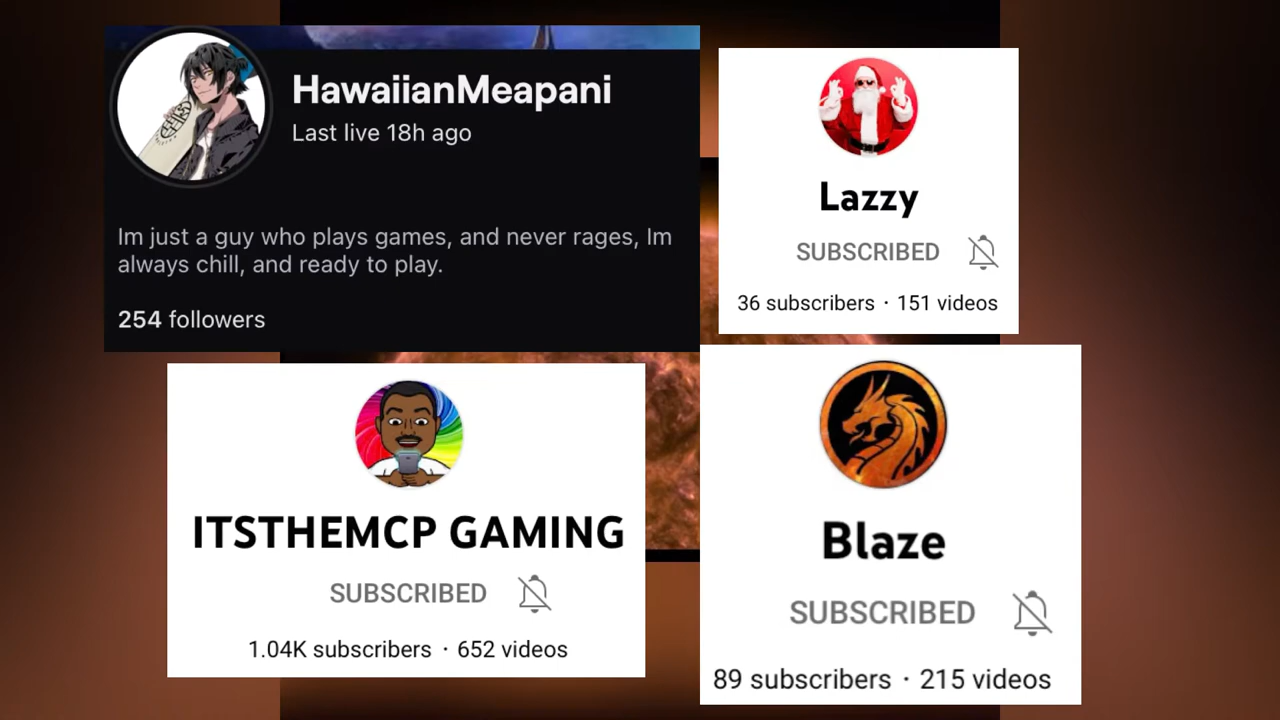 HawaiianMeapani
Last live 18h ago
Im just a guy who plays games, and never rages, Im
always chill, and ready to play.
254 followers
Lazzy
SUBSCRIBED
36 subscribers · 151 videos
ITSTHEMCP GAMING
SUBSCRIBED
1.04K subscribers · 652 videos
Blaze
SUBSCRIBED
89 subscribers · 215 videos